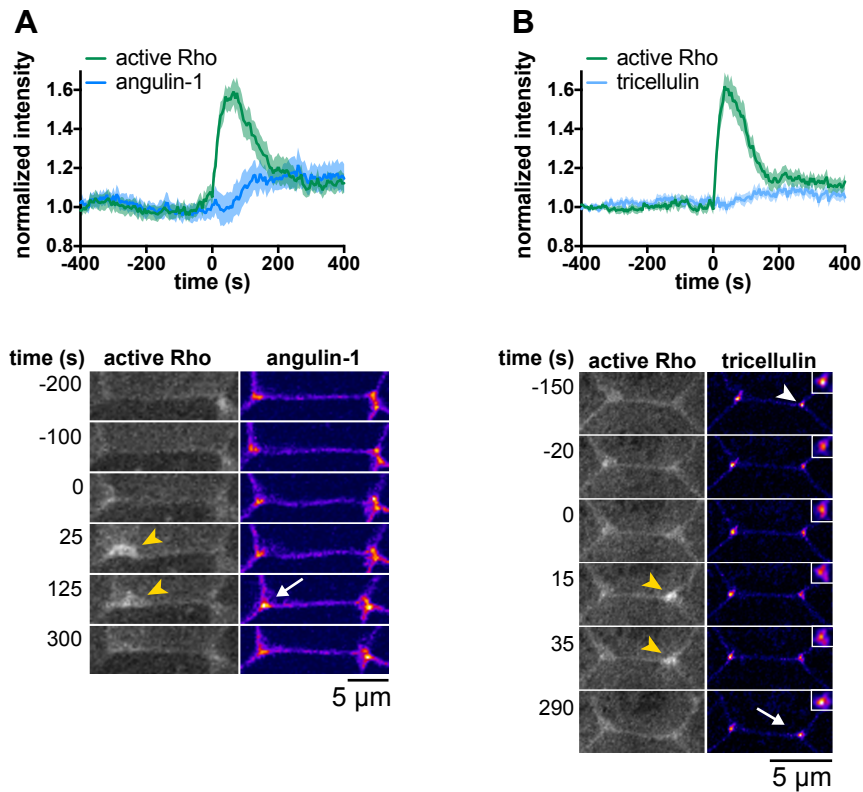 A
active Rho
angulin-1
normalized intensity
1.6
1.4
1.2
1.0
0.8
-400 -200 0 200 400
time (s)
B
active Rho
tricellulin
normalized intensity
1.6
1.4
1.2
1.0
0.8
-400 -200 0 200 400
time (s)
time (s) active Rho angulin-1
-200
-100
0
25
125
300
5 µm
time (s) active Rho tricellulin
-150
-20
0
15
35
290
5 µm